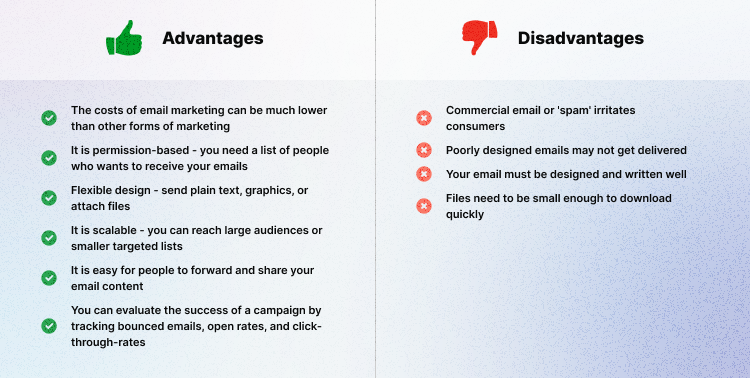 Advantages
The costs of email marketing can be much lower
than other forms of marketing
It is permission-based - you need a list of people
who wants to receive your emails
Flexible design - send plain text, graphics, or
attach files
It is scalable - you can reach large audiences or
smaller targeted lists
It is easy for people to forward and share your
email content
You can evaluate the success of a campaign by
tracking bounced emails, open rates, and click-
through-rates
Disadvantages
Commercial email or 'spam' irritates
consumers
Poorly designed emails may not get delivered
Your email must be designed and written well
Files need to be small enough to download
quickly